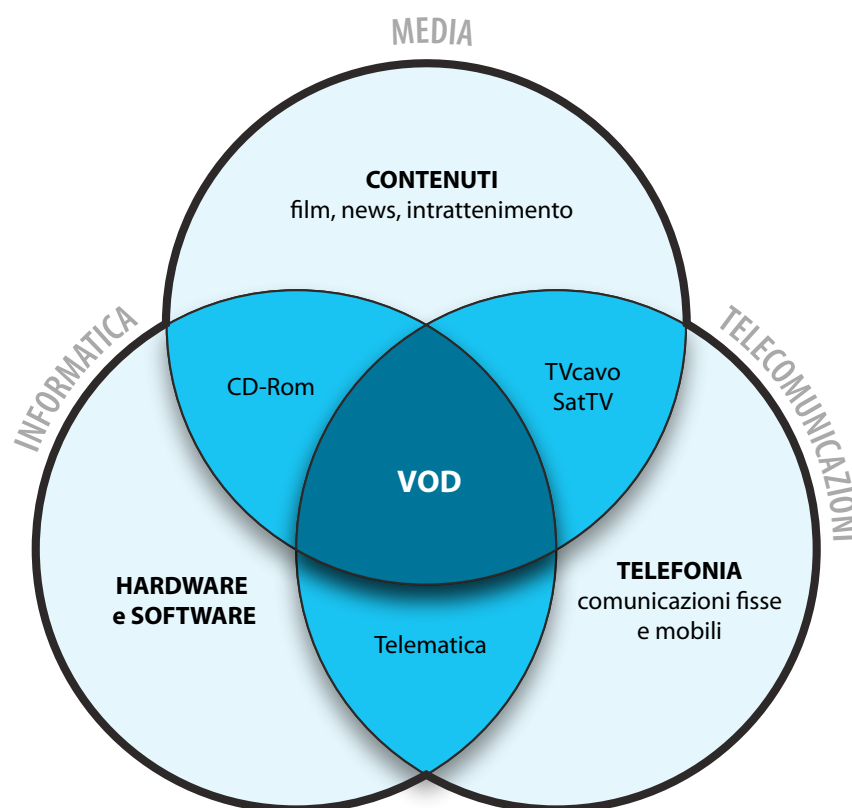 MEDIA
CONTENUTI
film, news, intrattenimento
INFORMATICA
TELECOMUNICAZIONI
CD-Rom
TVcavo
SatTV
VOD
HARDWARE
e SOFTWARE
TELEFONIA
comunicazioni fisse
e mobili
Telematica